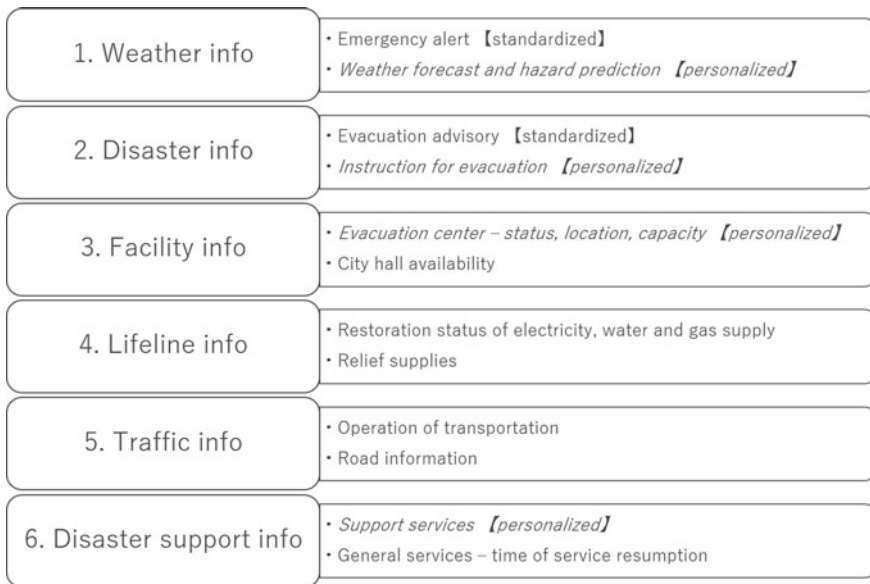 1. Weather info
・Emergency alert 【standardized】
・Weather forecast and hazard prediction 【personalized】
2. Disaster info
・Evacuation advisory 【standardized】
・Instruction for evacuation 【personalized】
3. Facility info
・Evacuation center – status, location, capacity 【personalized】
・City hall availability
4. Lifeline info
・Restoration status of electricity, water and gas supply
・Relief supplies
5. Traffic info
・Operation of transportation
・Road information
6. Disaster support info
・Support services 【personalized】
・General services – time of service resumption